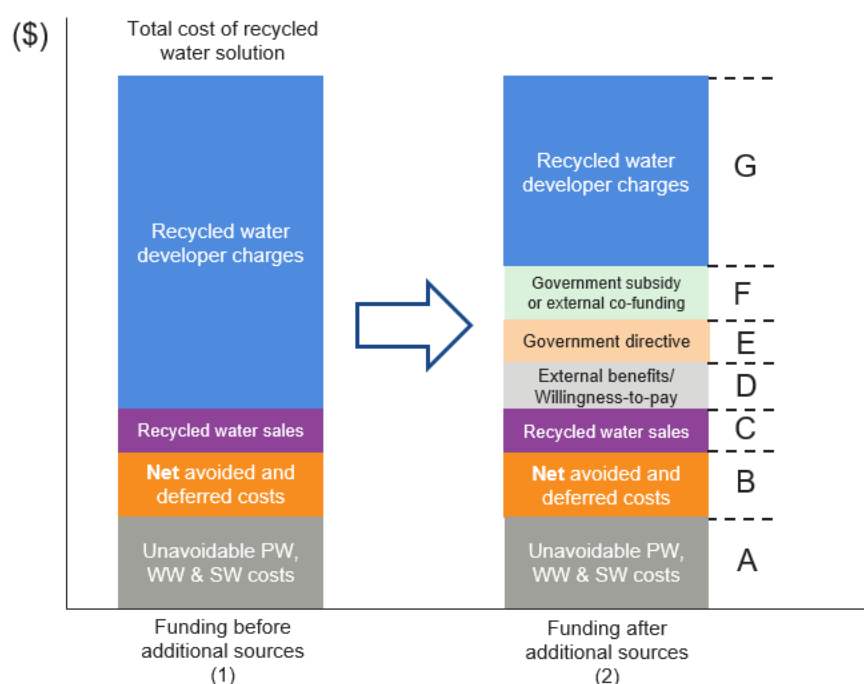 ($)
Total cost of recycled
water solution
Recycled water
developer charges
Recycled water sales
Net avoided and
deferred costs
Unavoidable PW,
WW & SW costs
Funding before
additional sources
(1)
Recycled water
developer charges
Government subsidy
or external co-funding
Government directive
External benefits/
Willingness-to-pay
Recycled water sales
Net avoided and
deferred costs
Unavoidable PW,
WW & SW costs
Funding after
additional sources
(2)
G
F
E
D
C
B
A